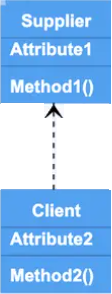 Supplier
Attribute1
Method1()
Client
Attribute2
Method2()